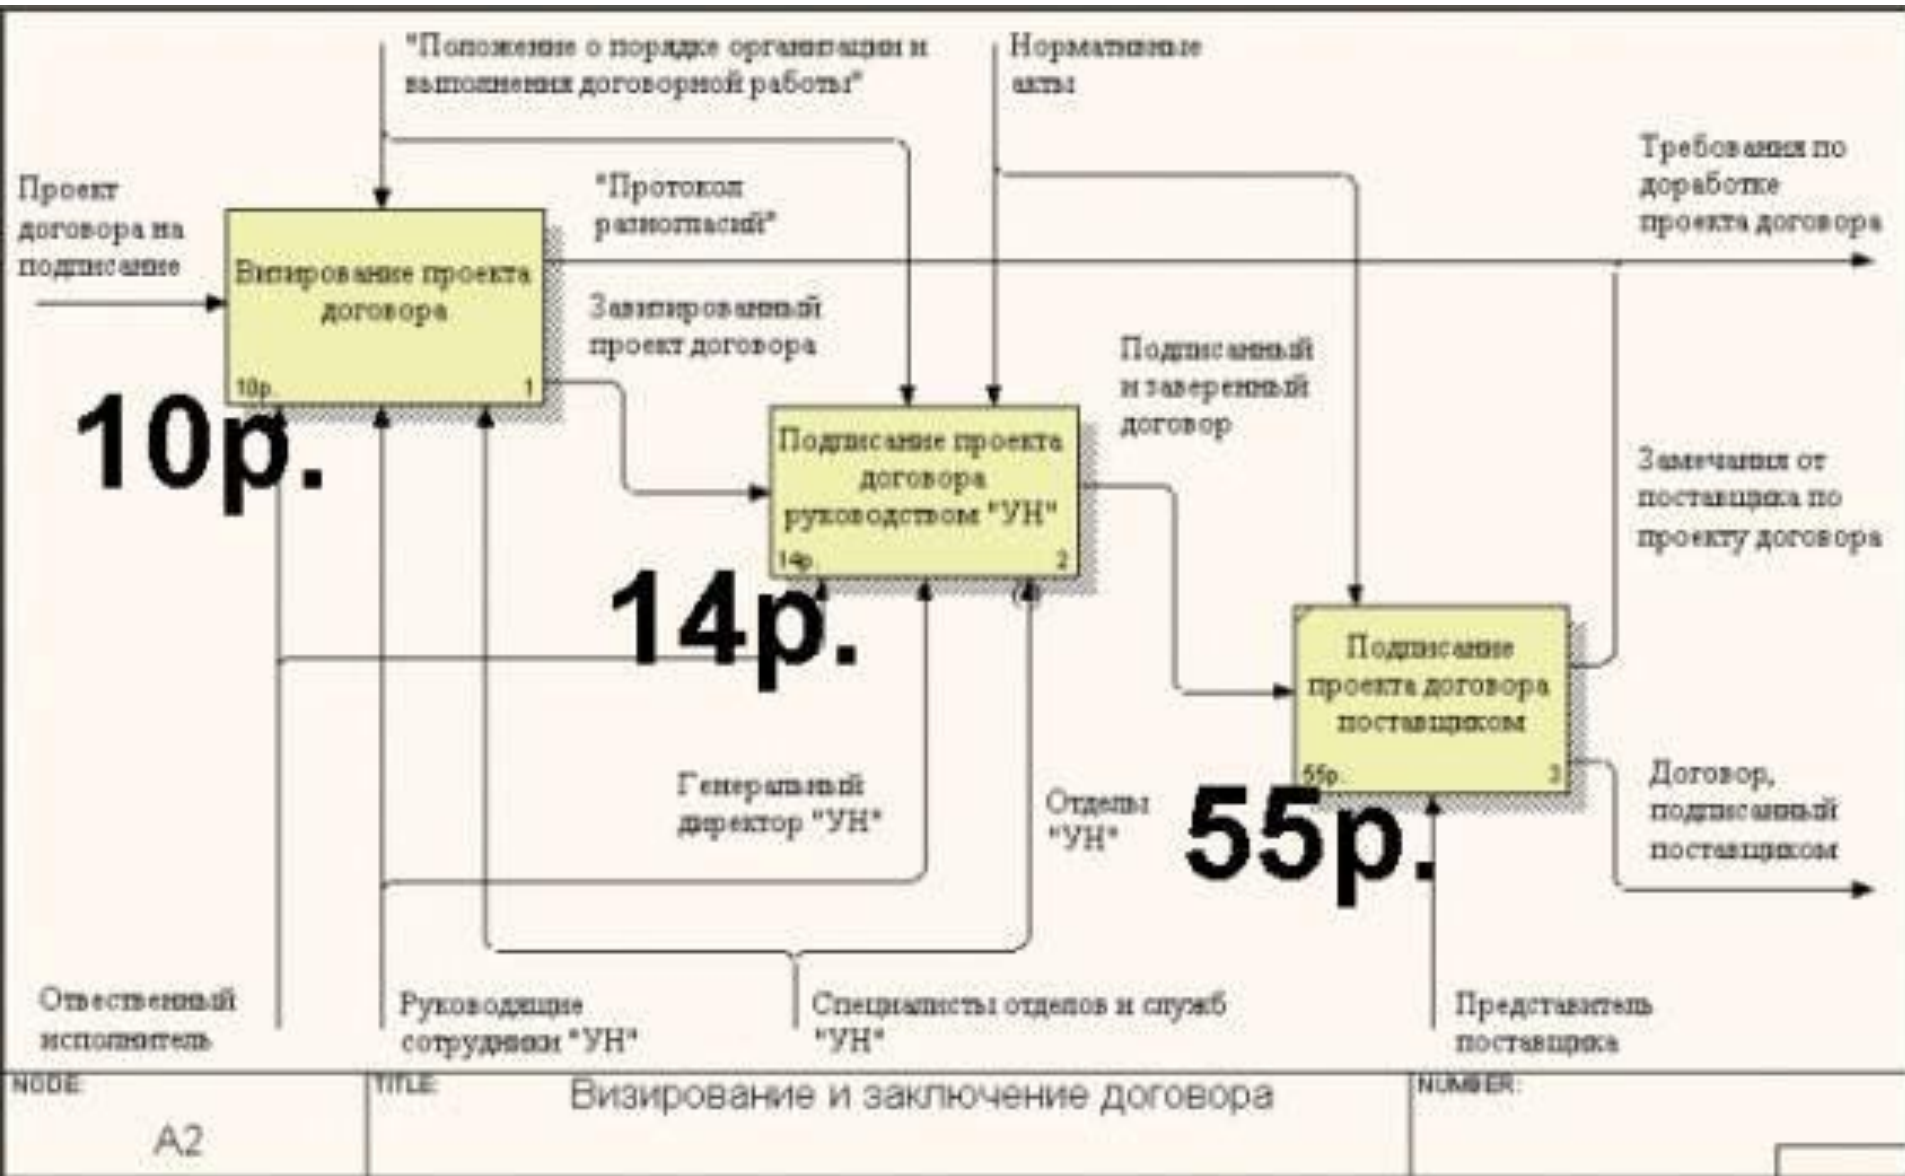 "Положение о порядке организации и
выполнения договорной работы"
Нормативные
акты
Требования по
доработке
проекта договора
Проект
договора на
подписание
"Протокол
разногласий"
Визирование проекта
договора
10р.
1
10р.
Завизированный
проект договора
Подписанный
и заверенный
договор
Подписание проекта
договора
руководством "УН"
14р.
2
14р.
Замечания от
поставщика по
проекту договора
Подписание
проекта договора
поставщиком
55р.
3
55р.
Генеральный
директор "УН"
Отделы
"УН"
Договор,
подписанный
поставщиком
Отвественный
исполнитель
Руководящие
сотрудники "УН"
Специалисты отделов и служб
"УН"
Представитель
поставщика
NODE:
A2
TITLE:
Визирование и заключение договора
NUMBER: